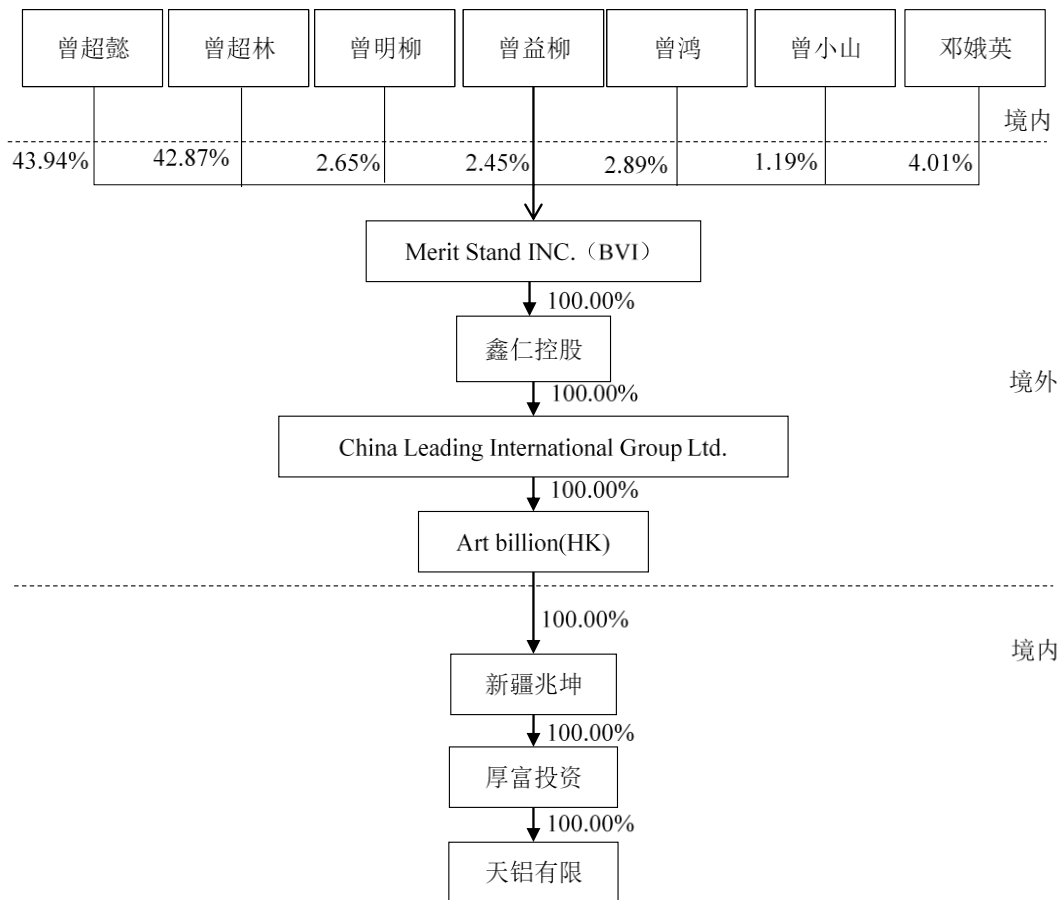 曾超懿
曾超林
曾明柳
曾益柳
曾鸿
曾小山
邓娥英
境内
43.94%
42.87%
2.65%
2.45%
2.89%
1.19%
4.01%
Merit Stand INC.（BVI）
100.00%
鑫仁控股
境外
100.00%
China Leading International Group Ltd.
100.00%
Art billion(HK)
100.00%
境内
新疆兆坤
100.00%
厚富投资
100.00%
天铝有限